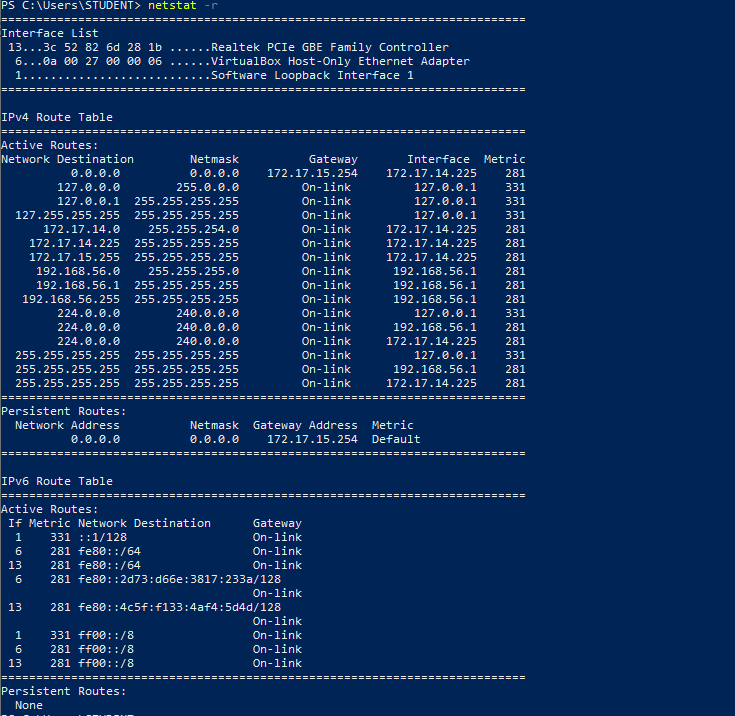 PS C:\Users\STUDENT> netstat -r
===========================================================================
Interface List
 13...3c 52 82 6d 28 1b ......Realtek PCIe GBE Family Controller
  6...0a 00 27 00 00 06 ......VirtualBox Host-Only Ethernet Adapter
  1...........................Software Loopback Interface 1
===========================================================================

IPv4 Route Table
===========================================================================
Active Routes:
Network Destination        Netmask          Gateway       Interface  Metric
          0.0.0.0          0.0.0.0    172.17.15.254    172.17.14.225    281
        127.0.0.0        255.0.0.0         On-link         127.0.0.1    331
        127.0.0.1  255.255.255.255         On-link         127.0.0.1    331
  127.255.255.255  255.255.255.255         On-link         127.0.0.1    331
      172.17.14.0    255.255.254.0         On-link     172.17.14.225    281
    172.17.14.225  255.255.255.255         On-link     172.17.14.225    281
    172.17.15.255  255.255.255.255         On-link     172.17.14.225    281
     192.168.56.0    255.255.255.0         On-link      192.168.56.1    281
     192.168.56.1  255.255.255.255         On-link      192.168.56.1    281
   192.168.56.255  255.255.255.255         On-link      192.168.56.1    281
        224.0.0.0        240.0.0.0         On-link         127.0.0.1    331
        224.0.0.0        240.0.0.0         On-link      192.168.56.1    281
        224.0.0.0        240.0.0.0         On-link     172.17.14.225    281
  255.255.255.255  255.255.255.255         On-link         127.0.0.1    331
  255.255.255.255  255.255.255.255         On-link      192.168.56.1    281
  255.255.255.255  255.255.255.255         On-link     172.17.14.225    281
===========================================================================
Persistent Routes:
  Network Address          Netmask  Gateway Address  Metric
          0.0.0.0          0.0.0.0    172.17.15.254  Default
===========================================================================

IPv6 Route Table
===========================================================================
Active Routes:
 If Metric Network Destination      Gateway
  1    331 ::1/128                  On-link
  6    281 fe80::/64                On-link
 13    281 fe80::/64                On-link
  6    281 fe80::2d73:d66e:3817:233a/128
                                    On-link
 13    281 fe80::4c5f:f133:4af4:5d4d/128
                                    On-link
  1    331 ff00::/8                 On-link
  6    281 ff00::/8                 On-link
 13    281 ff00::/8                 On-link
===========================================================================
Persistent Routes:
  None